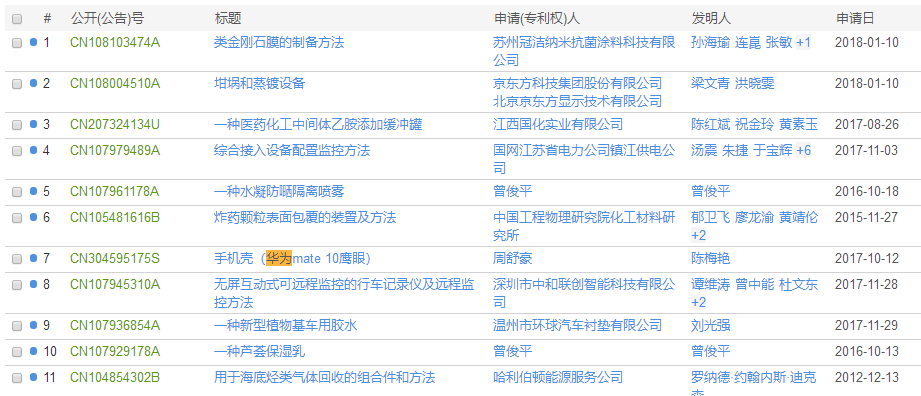 # 公开(公告)号 标题 申请(专利权)人 发明人 申请日
1 CN108103474A 类金刚石膜的制备方法 苏州冠洁纳米抗菌涂料科技有限 孙海瑜 连崑 张敏 +1 2018-01-10
公司
2 CN108004510A 坩埚和蒸镀设备 京东方科技集团股份有限公司 梁文青 洪晓雯 2018-01-10
北京京东方显示技术有限公司
3 CN207324134U 一种医药化工中间体乙胺添加缓冲罐 江西国化实业有限公司 陈红斌 祝金玲 黄素玉 2017-08-26
4 CN107979489A 综合接入设备配置监控方法 国网江苏省电力公司镇江供电公 汤震 朱捷 于宝辉 +6 2017-11-03
司
5 CN107961178A 一种水凝防嗮隔离喷雾 曾俊平 曾俊平 2016-10-18
6 CN105481616B 炸药颗粒表面包覆的装置及方法 中国工程物理研究院化工材料研 郁卫飞 廖龙渝 黄靖伦 2015-11-27
究所 +2
7 CN304595175S 手机壳（华为mate 10鹰眼） 周舒豪 陈梅艳 2017-10-12
8 CN107945310A 无屏互动式可远程监控的行车记录仪及远程监 深圳市中和联创智能科技有限公 谭维涛 曾中能 杜文东 2017-11-28
控方法 司 +2
9 CN107936854A 一种新型植物基车用胶水 温州市环球汽车衬垫有限公司 刘光强 2017-11-29
10 CN107929178A 一种芦荟保湿乳 曾俊平 曾俊平 2016-10-13
11 CN104854302B 用于海底烃类气体回收的组合件和方法 哈利伯顿能源服务公司 罗纳德·约翰内斯·迪克 2012-12-13